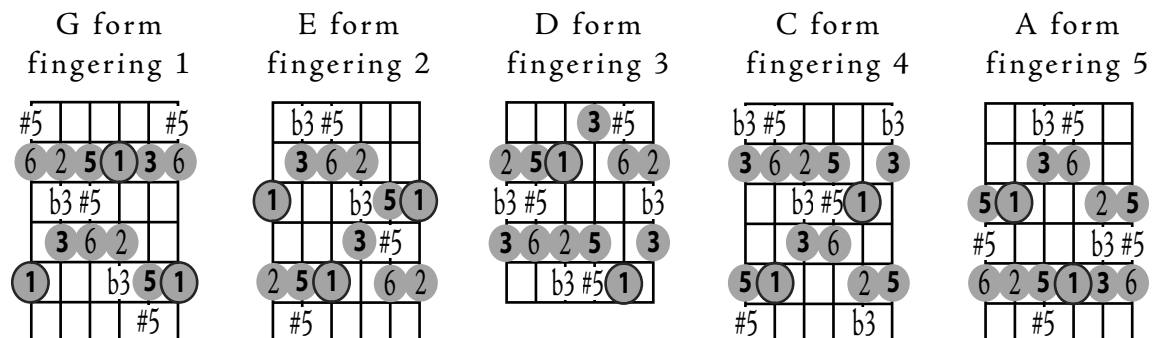 G form
fingering 1
#5 #5
6 2 5 1 3 6
b3 #5
3 6 2
1 b3 5 1
#5
E form
fingering 2
b3 #5
3 6 2
1 b3 5 1
3 #5
2 5 1 6 2
#5
D form
fingering 3
3 #5
2 5 1 6 2
b3 #5 b3
3 6 2 5 3
b3 #5 1
C form
fingering 4
b3 #5 b3
3 6 2 5 3
b3 #5 1
3 6
5 1 2 5
#5 b3
A form
fingering 5
b3 #5
3 6
5 1 2 5
#5 b3 #5
6 2 5 1 3 6
#5